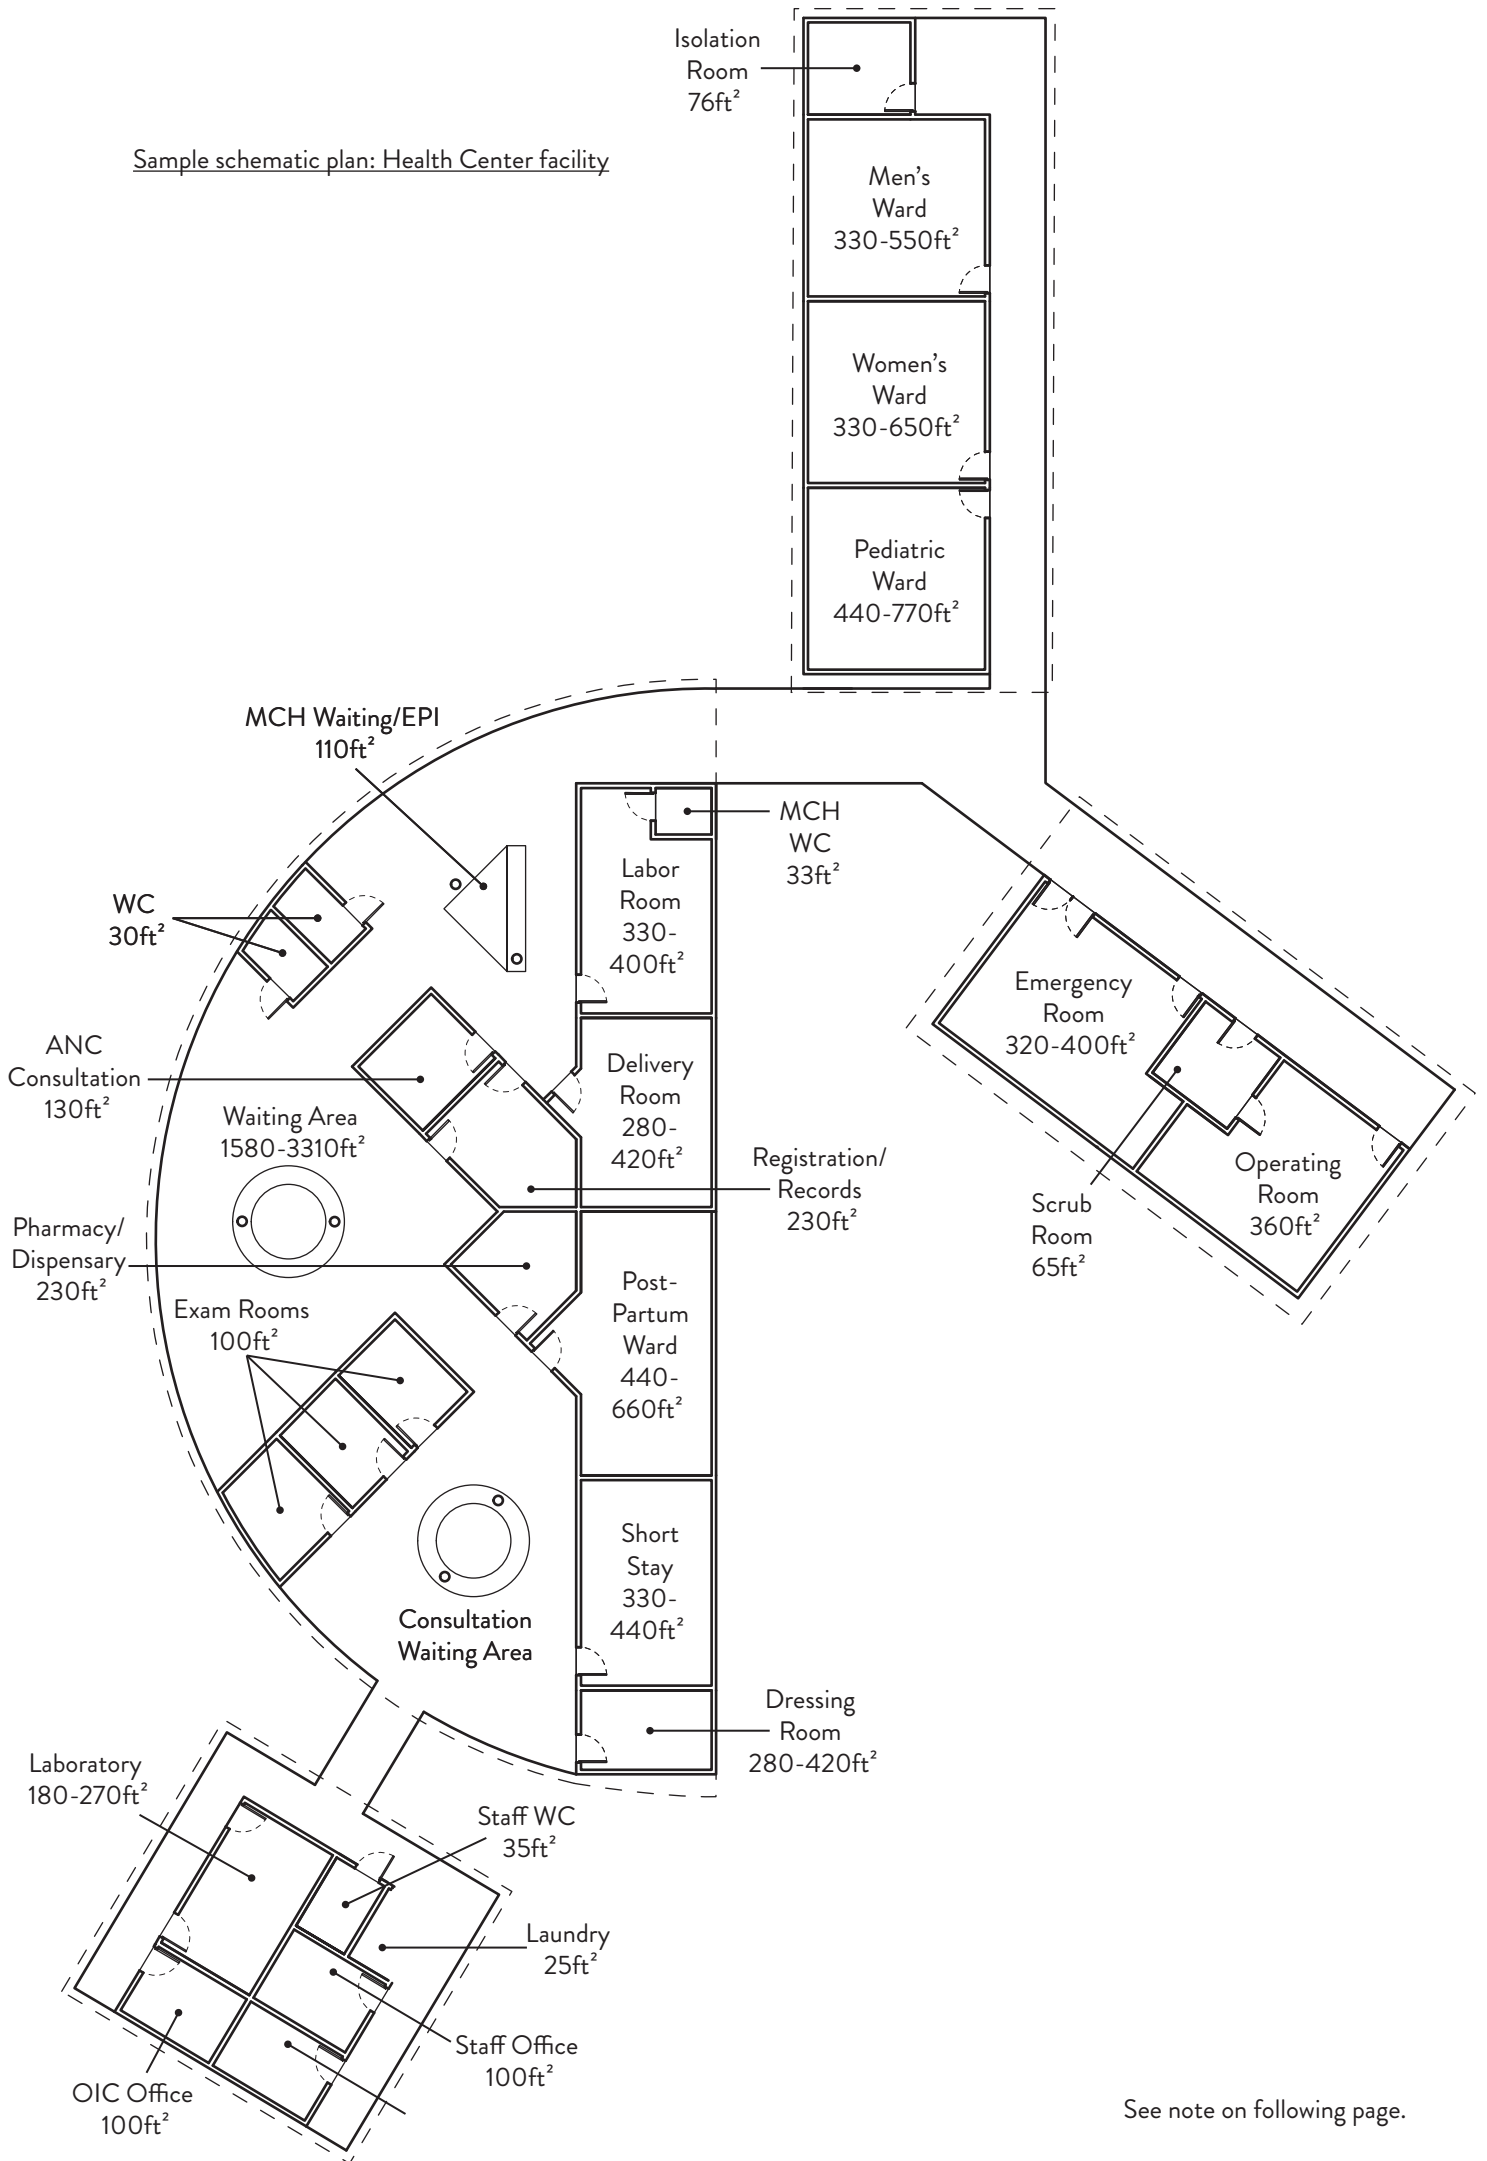 Isolation
Room
76ft²
Sample schematic plan: Health Center facility
Men's
Ward
330-550ft²
Women's
Ward
330-650ft²
Pediatric
Ward
440-770ft²
MCH Waiting/EPI
110ft²
MCH
WC
33ft²
Labor
Room
330-
400ft²
WC
30ft²
Emergency
Room
320-400ft²
ANC
Consultation
130ft²
Delivery
Room
280-
420ft²
Waiting Area
1580-3310ft²
Registration/
Records
230ft²
Operating
Room
360ft²
Scrub
Room
65ft²
Pharmacy/
Dispensary
230ft²
Post-
Partum
Ward
440-
660ft²
Exam Rooms
100ft²
Short
Stay
330-
440ft²
Consultation
Waiting Area
Dressing
Room
280-420ft²
Laboratory
180-270ft²
Staff WC
35ft²
Laundry
25ft²
Staff Office
100ft²
OIC Office
100ft²
See note on following page.